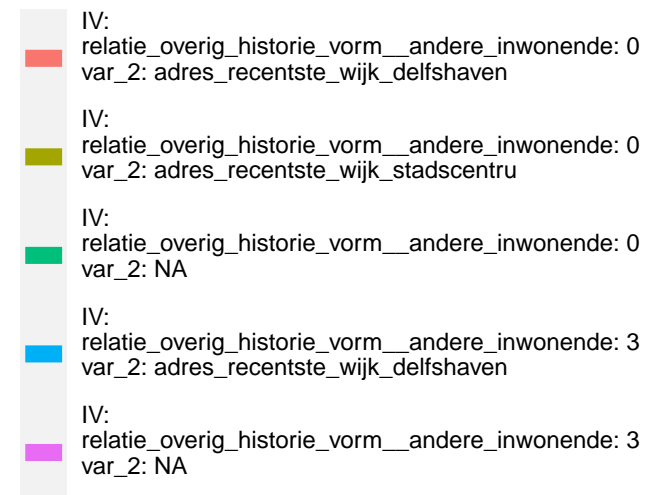 IV:
relatie_overig_historie_vorm__andere_inwonende: 0
var_2: adres_recentste_wijk_delfshaven
IV:
relatie_overig_historie_vorm__andere_inwonende: 0
var_2: adres_recentste_wijk_stadscentru
IV:
relatie_overig_historie_vorm__andere_inwonende: 0
var_2: NA
IV:
relatie_overig_historie_vorm__andere_inwonende: 3
var_2: adres_recentste_wijk_delfshaven
IV:
relatie_overig_historie_vorm__andere_inwonende: 3
var_2: NA